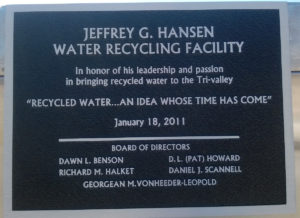 JEFFREY G. HANSEN
WATER RECYCLING FACILITY
In honor of his leadership and passion
in bringing recycled water to the Tri-valley
"RECYCLED WATER...AN IDEA WHOSE TIME HAS COME"
January 18, 2011
BOARD OF DIRECTORS
DAWN L. BENSON D.L. (PAT) HOWARD
RICHARD M. HALKET DANIEL J. SCANNELL
GEORGEAN M. VONHEEDER-LEOPOLD